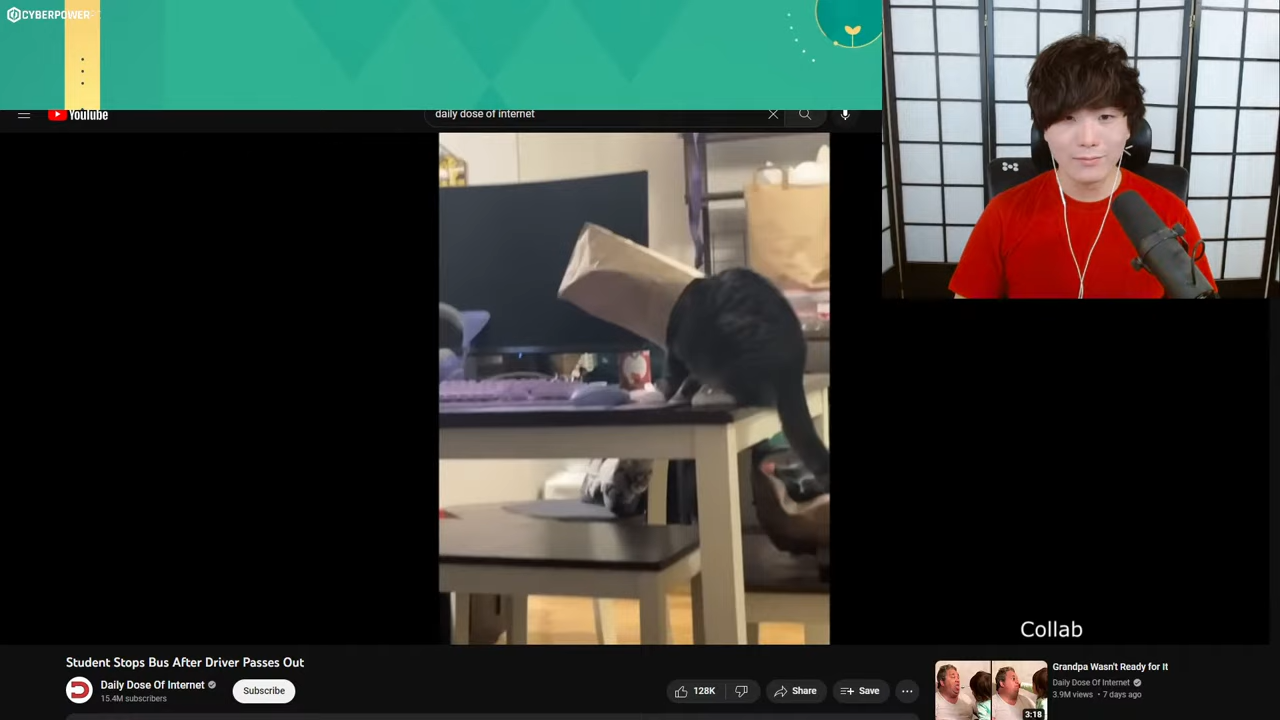 CYBERPOWER
YouTube
daily dose of internet
Collab
Student Stops Bus After Driver Passes Out
Daily Dose Of Internet
15.4M subscribers
Subscribe
128K
Share
Save
Grandpa Wasn't Ready for It
Daily Dose Of Internet
3.9M views • 7 days ago
3:18